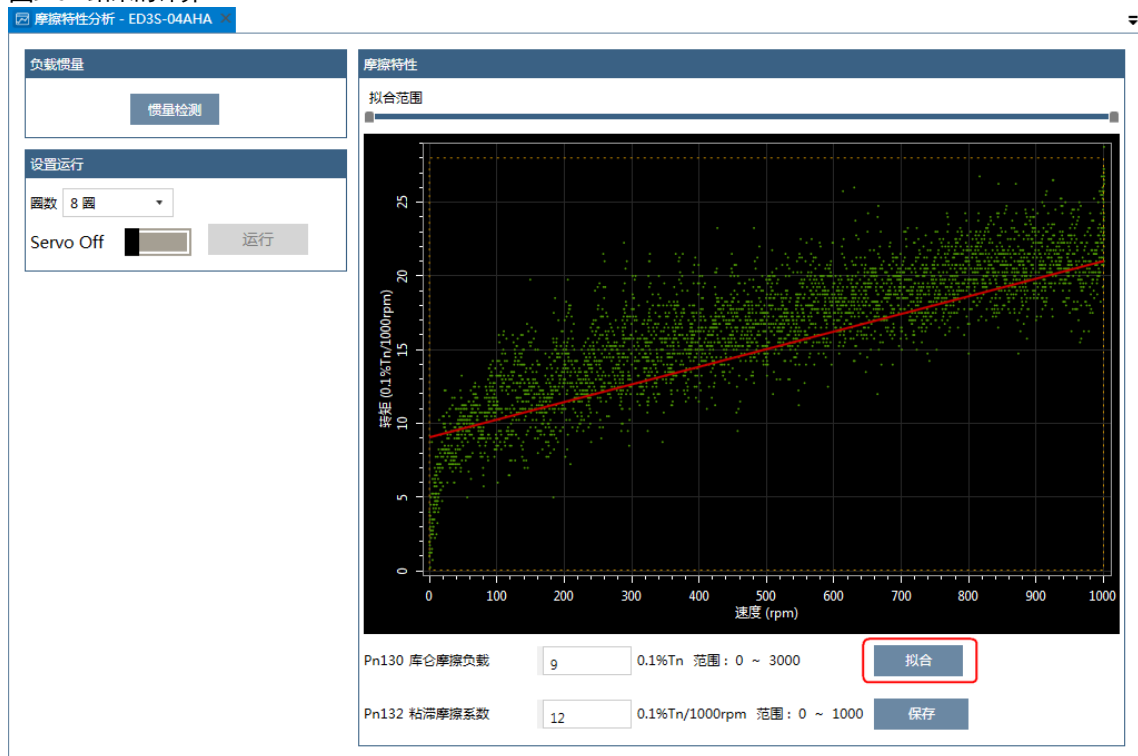 摩擦特性分析 - ED3S-04AHA ×
负载惯量
惯量检测
设置运行
圈数 8 圈
Servo Off 运行
摩擦特性
拟合范围
转矩 (0.1%Tn/1000rpm)
25
20
15
10
5
0
0 100 200 300 400 500 600 700 800 900 1000
速度 (rpm)
Pn130 库仑摩擦负载 9 0.1%Tn 范围: 0 ~ 3000 拟合
Pn132 粘滞摩擦系数 12 0.1%Tn/1000rpm 范围: 0 ~ 1000 保存